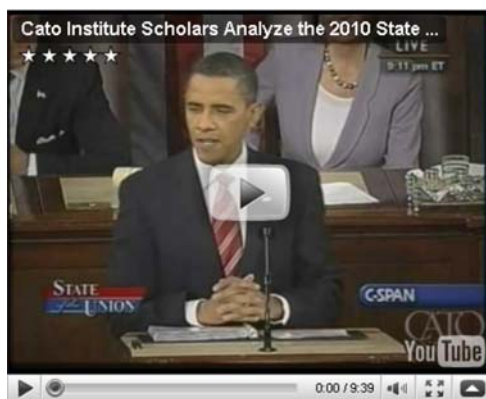 Cato Institute Scholars Analyze the 2010 State ...
LIVE
9:11 pm ET
STATE
of the UNION
C-SPAN
CATO
YouTube
0:00 / 9:39